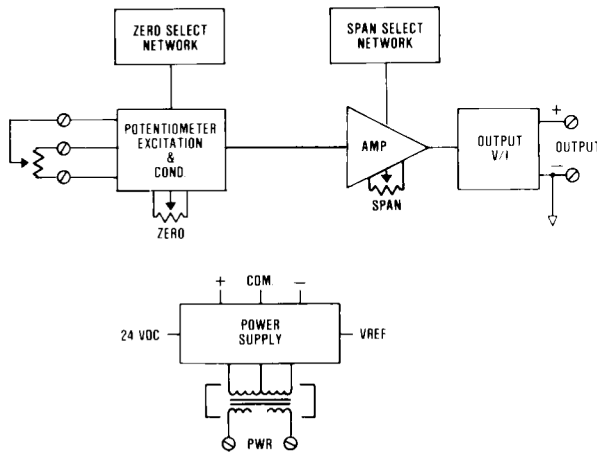 ZERO SELECT
NETWORK
SPAN SELECT
NETWORK
POTENTIOMETER
EXCITATION
&
COND.
ZERO
AMP
SPAN
OUTPUT
V/I
+
OUTPUT
−
+ COM. −
24 VDC
POWER
SUPPLY
VREF
PWR